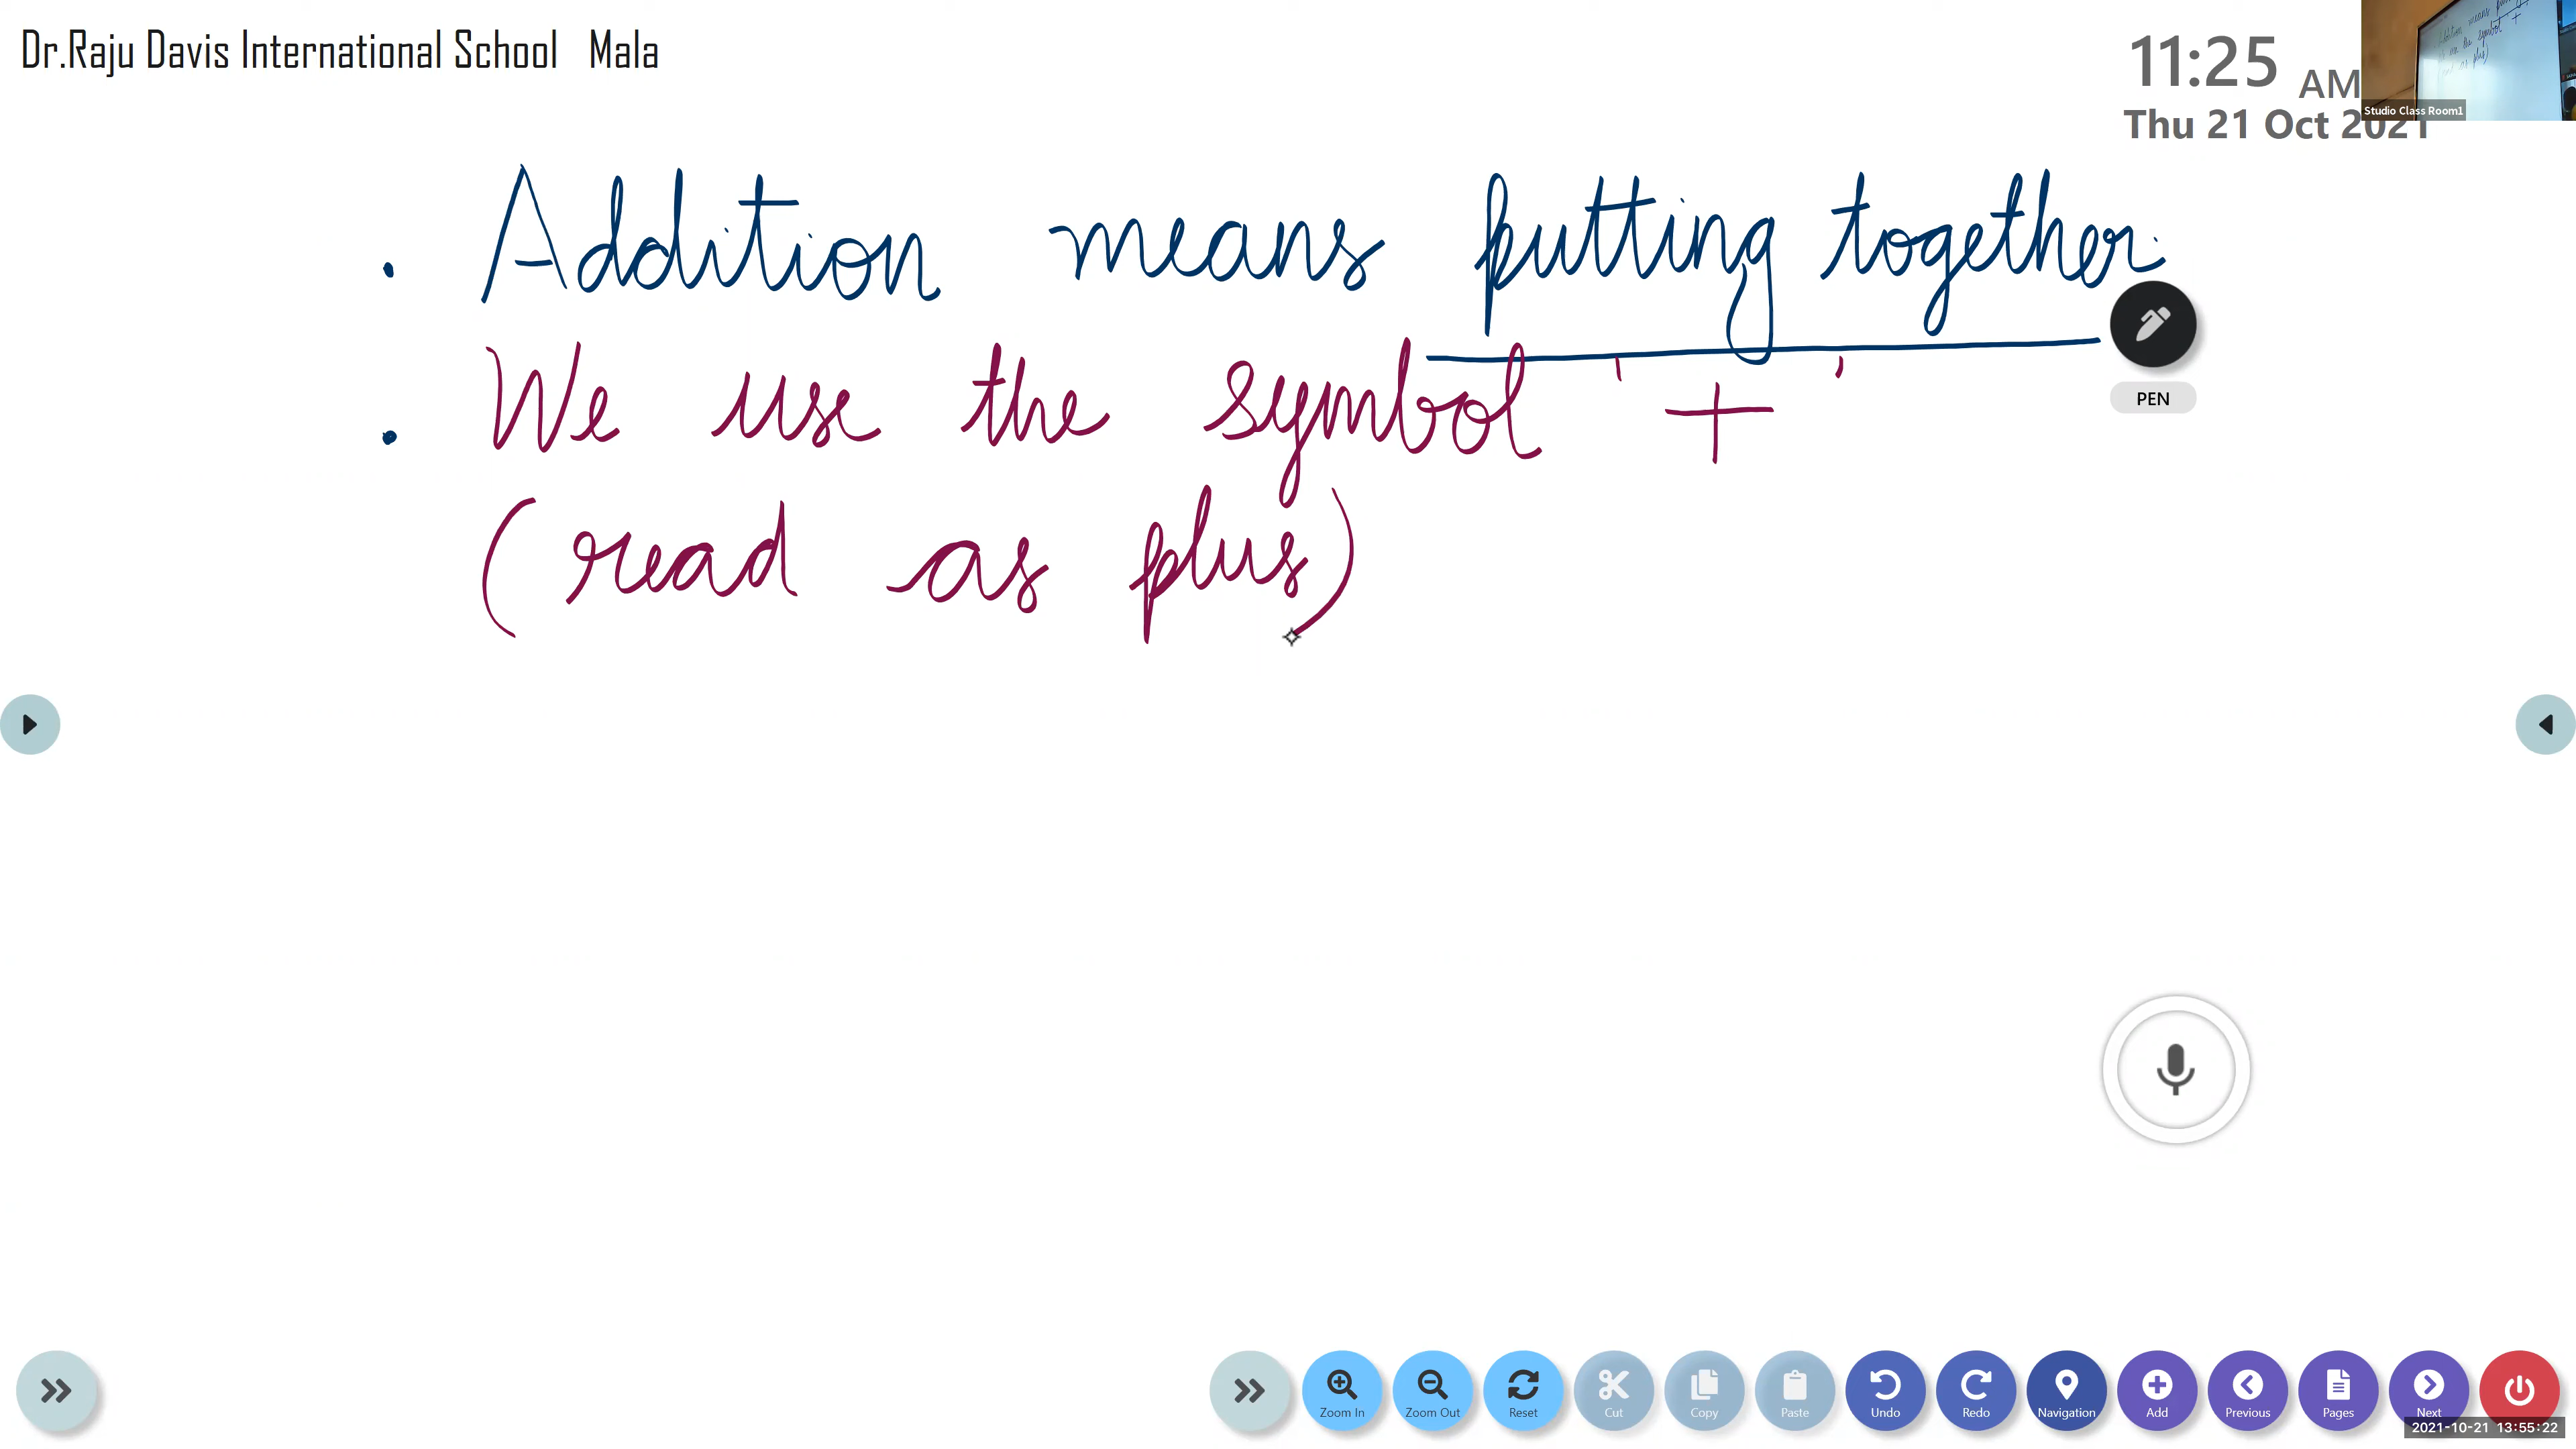 Dr.Raju Davis International School Mala
11:25 AM
Thu 21 Oct 2021
Studio Class Room1
. Addition means putting together.
. We use the symbol '+'
(read as plus)
PEN
Zoom In Zoom Out Reset Cut Copy Paste Undo Redo Navigation Add Previous Pages Next
2021-10-21 13:55:22